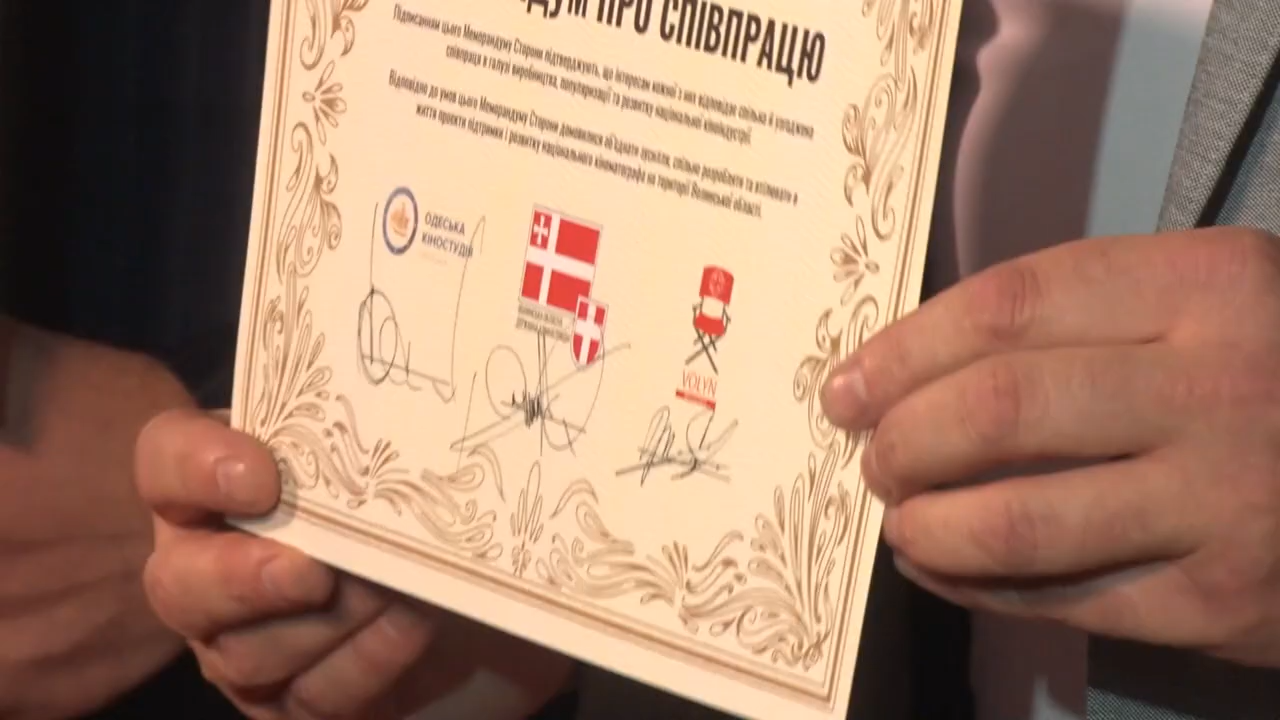 ДУМ ПРО СПІВПРАЦЮ
Підписанням цього Меморандуму Сторони підтверджують, що інтересам кожної з них відповідає спільна й узгоджена
співпраця в галузі виробництва, популяризації та розвитку національної кіноіндустрії.
Відповідно до умов цього Меморандуму Сторони домовилися об'єднати зусилля, спільно розробляти та втілювати в
життя проєкти підтримки і розвитку національного кінематографа на території Волинської області.
ОДЕСЬКА
КІНОСТУДІЯ
VOLYN